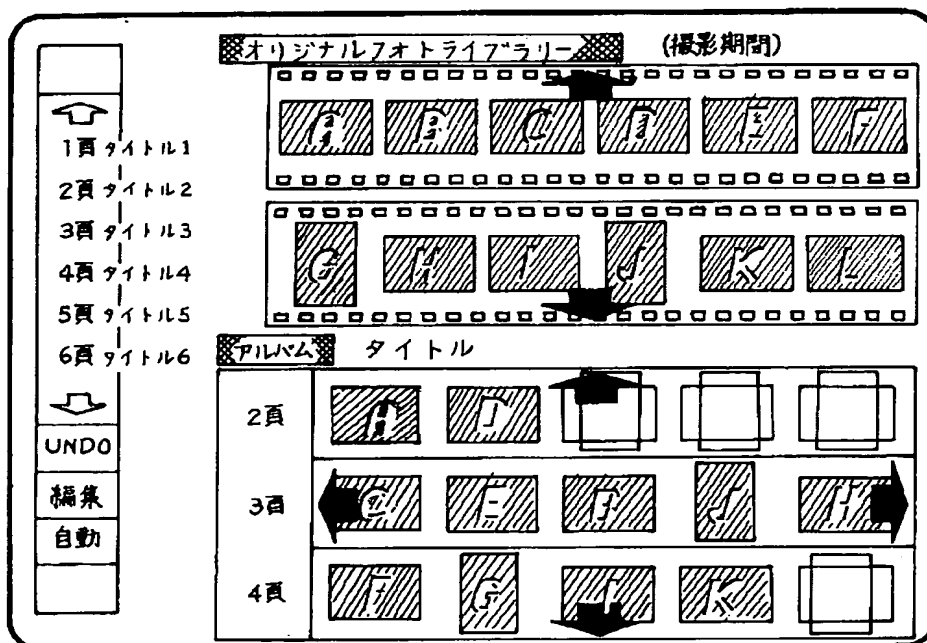 オリジナルフォトライブラリー (撮影期間)
A B C D E F
G H I J K L
1頁 タイトル1
2頁 タイトル2
3頁 タイトル3
4頁 タイトル4
5頁 タイトル5
6頁 タイトル6
UNDO
編集
自動
アルバム タイトル
2頁
3頁 C E J H
4頁 F G K